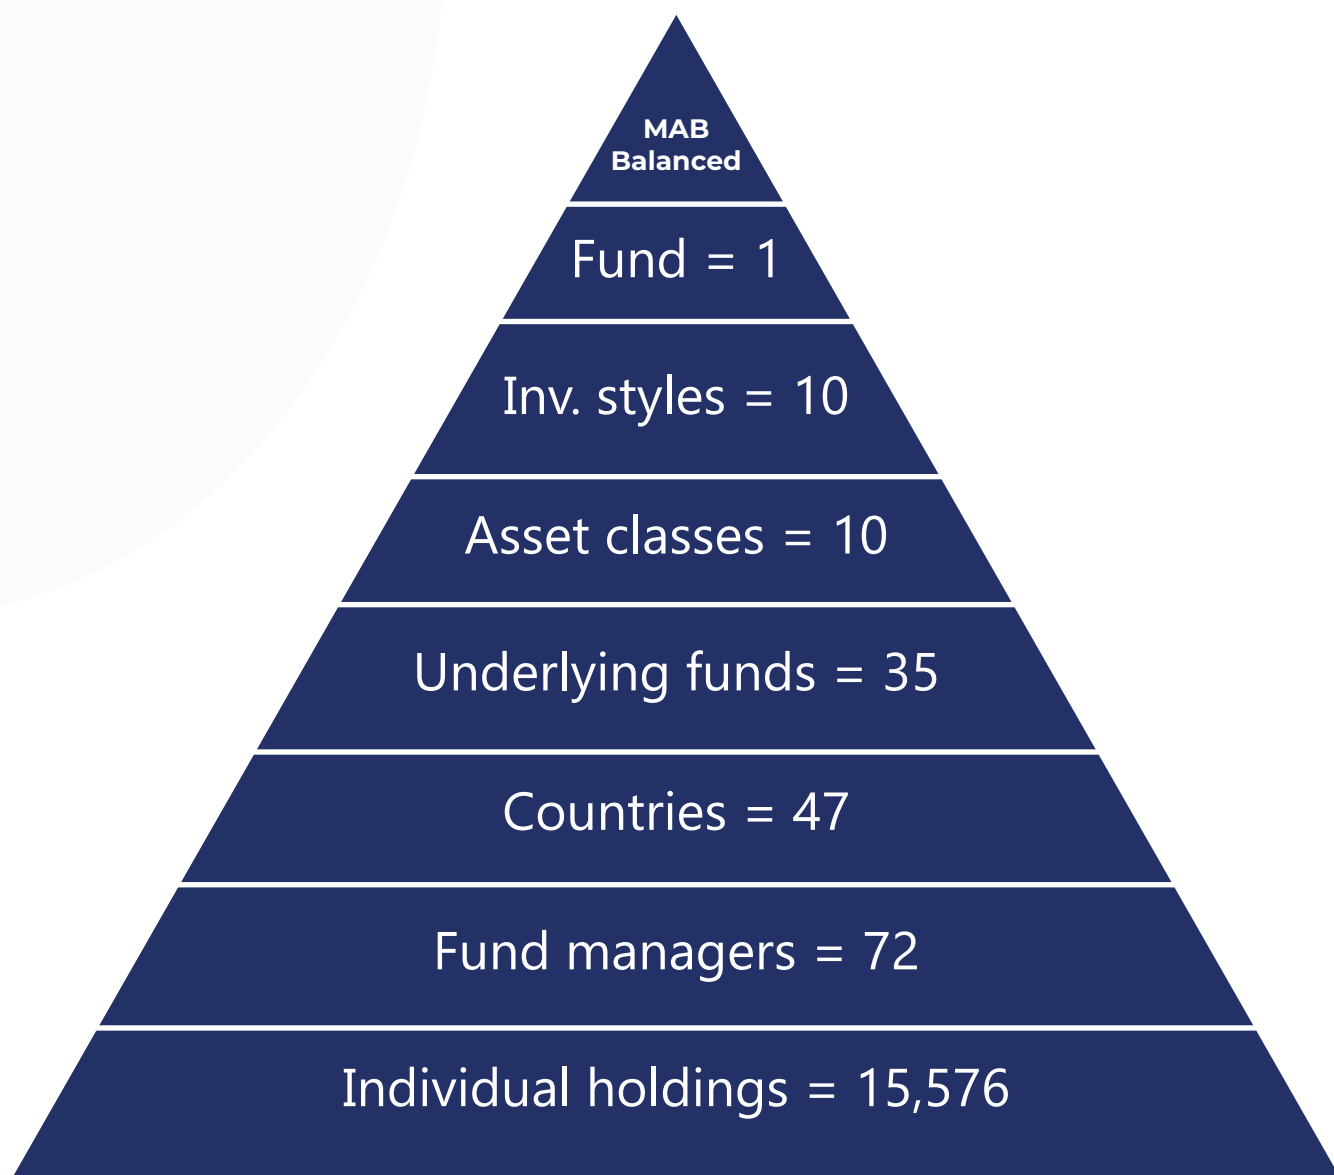 MAB
Balanced
Fund = 1
Inv. styles = 10
Asset classes = 10
Underlying funds = 35
Countries = 47
Fund managers = 72
Individual holdings = 15,576